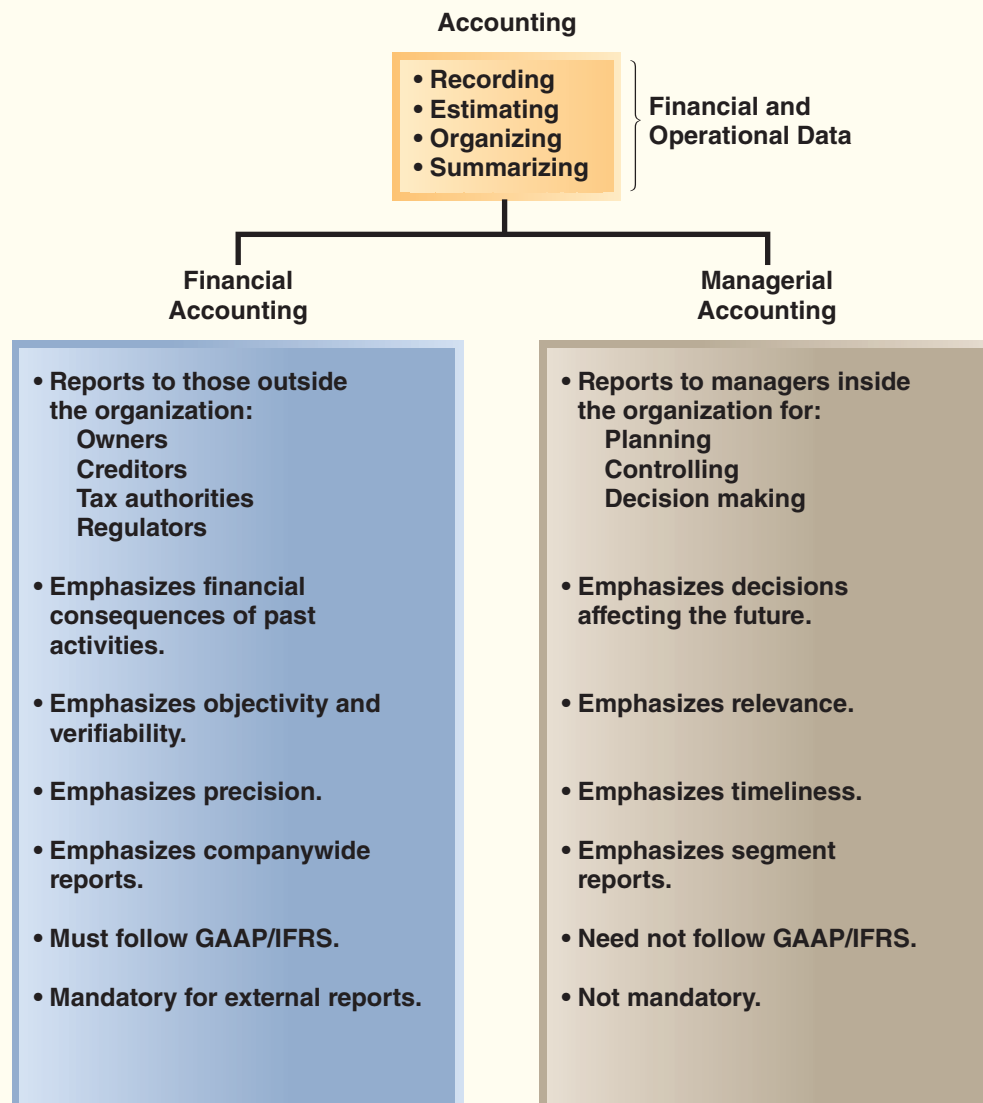 Accounting
• Recording
• Estimating
• Organizing
• Summarizing
Financial and
Operational Data
Financial
Accounting
• Reports to those outside
the organization:
Owners
Creditors
Tax authorities
Regulators
• Emphasizes financial
consequences of past
activities.
• Emphasizes objectivity and
verifiability.
• Emphasizes precision.
• Emphasizes companywide
reports.
• Must follow GAAP/IFRS.
• Mandatory for external reports.
Managerial
Accounting
• Reports to managers inside
the organization for:
Planning
Controlling
Decision making
• Emphasizes decisions
affecting the future.
• Emphasizes relevance.
• Emphasizes timeliness.
• Emphasizes segment
reports.
• Need not follow GAAP/IFRS.
• Not mandatory.